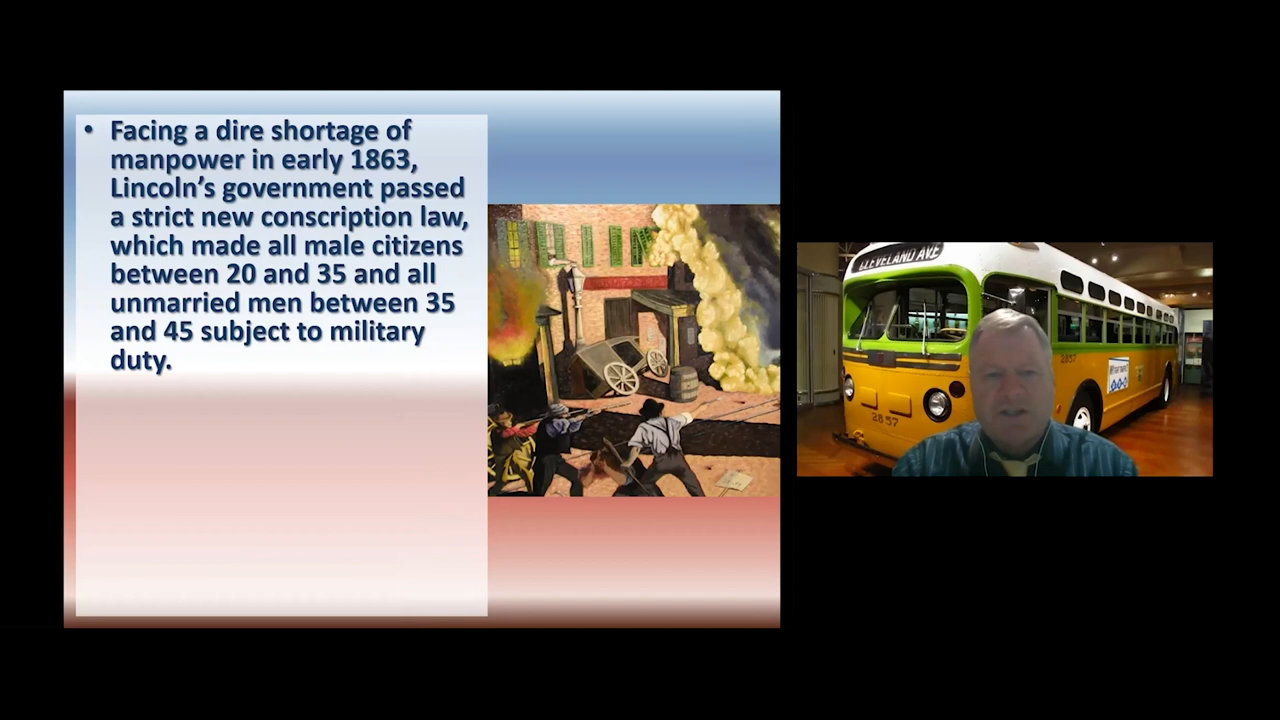 • Facing a dire shortage of
manpower in early 1863,
Lincoln's government passed
a strict new conscription law,
which made all male citizens
between 20 and 35 and all
unmarried men between 35
and 45 subject to military
duty.
CLEVELAND AVE
2857
2857